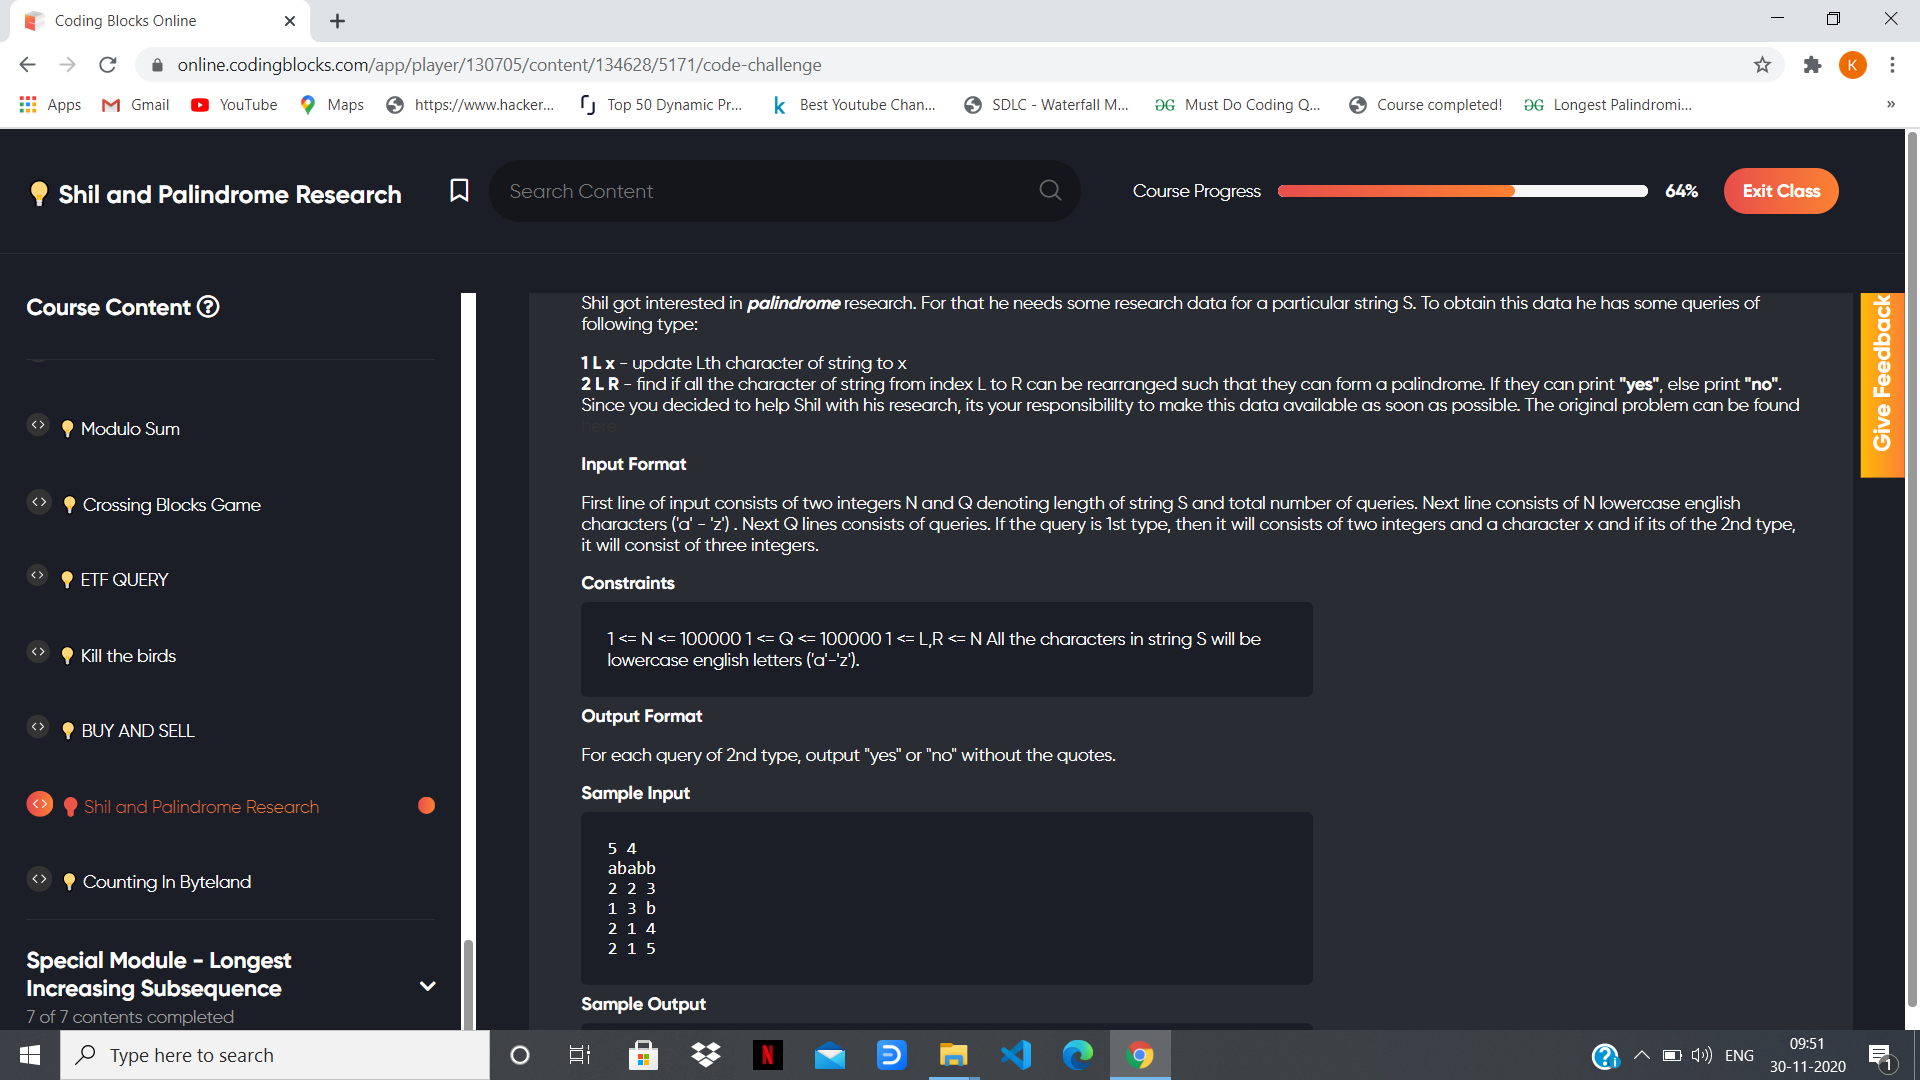 Coding Blocks Online
online.codingblocks.com/app/player/130705/content/134628/5171/code-challenge
K
Apps
Gmail
YouTube
Maps
https://www.hacker...
Top 50 Dynamic Pr...
k
Best Youtube Chan...
SDLC - Waterfall M...
Must Do Coding Q...
Course completed!
Longest Palindromi...
»
Shil and Palindrome Research
Search Content
Course Progress
64%
Exit Class
Course Content
Modulo Sum
Crossing Blocks Game
ETF QUERY
Kill the birds
BUY AND SELL
Shil and Palindrome Research
Counting In Byteland
Special Module - Longest
Increasing Subsequence
7 of 7 contents completed
Shil got interested in palindrome research. For that he needs some research data for a particular string S. To obtain this data he has some queries of
following type:
1 L x - update Lth character of string to x
2 L R - find if all the character of string from index L to R can be rearranged such that they can form a palindrome. If they can print "yes", else print "no".
Since you decided to help Shil with his research, its your responsibililty to make this data available as soon as possible. The original problem can be found
here
Input Format
First line of input consists of two integers N and Q denoting length of string S and total number of queries. Next line consists of N lowercase english
characters ('a' - 'z') . Next Q lines consists of queries. If the query is 1st type, then it will consists of two integers and a character x and if its of the 2nd type,
it will consist of three integers.
Constraints
1 <= N <= 100000 1 <= Q <= 100000 1 <= L,R <= N All the characters in string S will be
lowercase english letters ('a'-'z').
Output Format
For each query of 2nd type, output "yes" or "no" without the quotes.
Sample Input
5 4
ababb
2 2 3
1 3 b
2 1 4
2 1 5
Sample Output
Give Feedback
Type here to search
N
ENG
09:51
30-11-2020
1